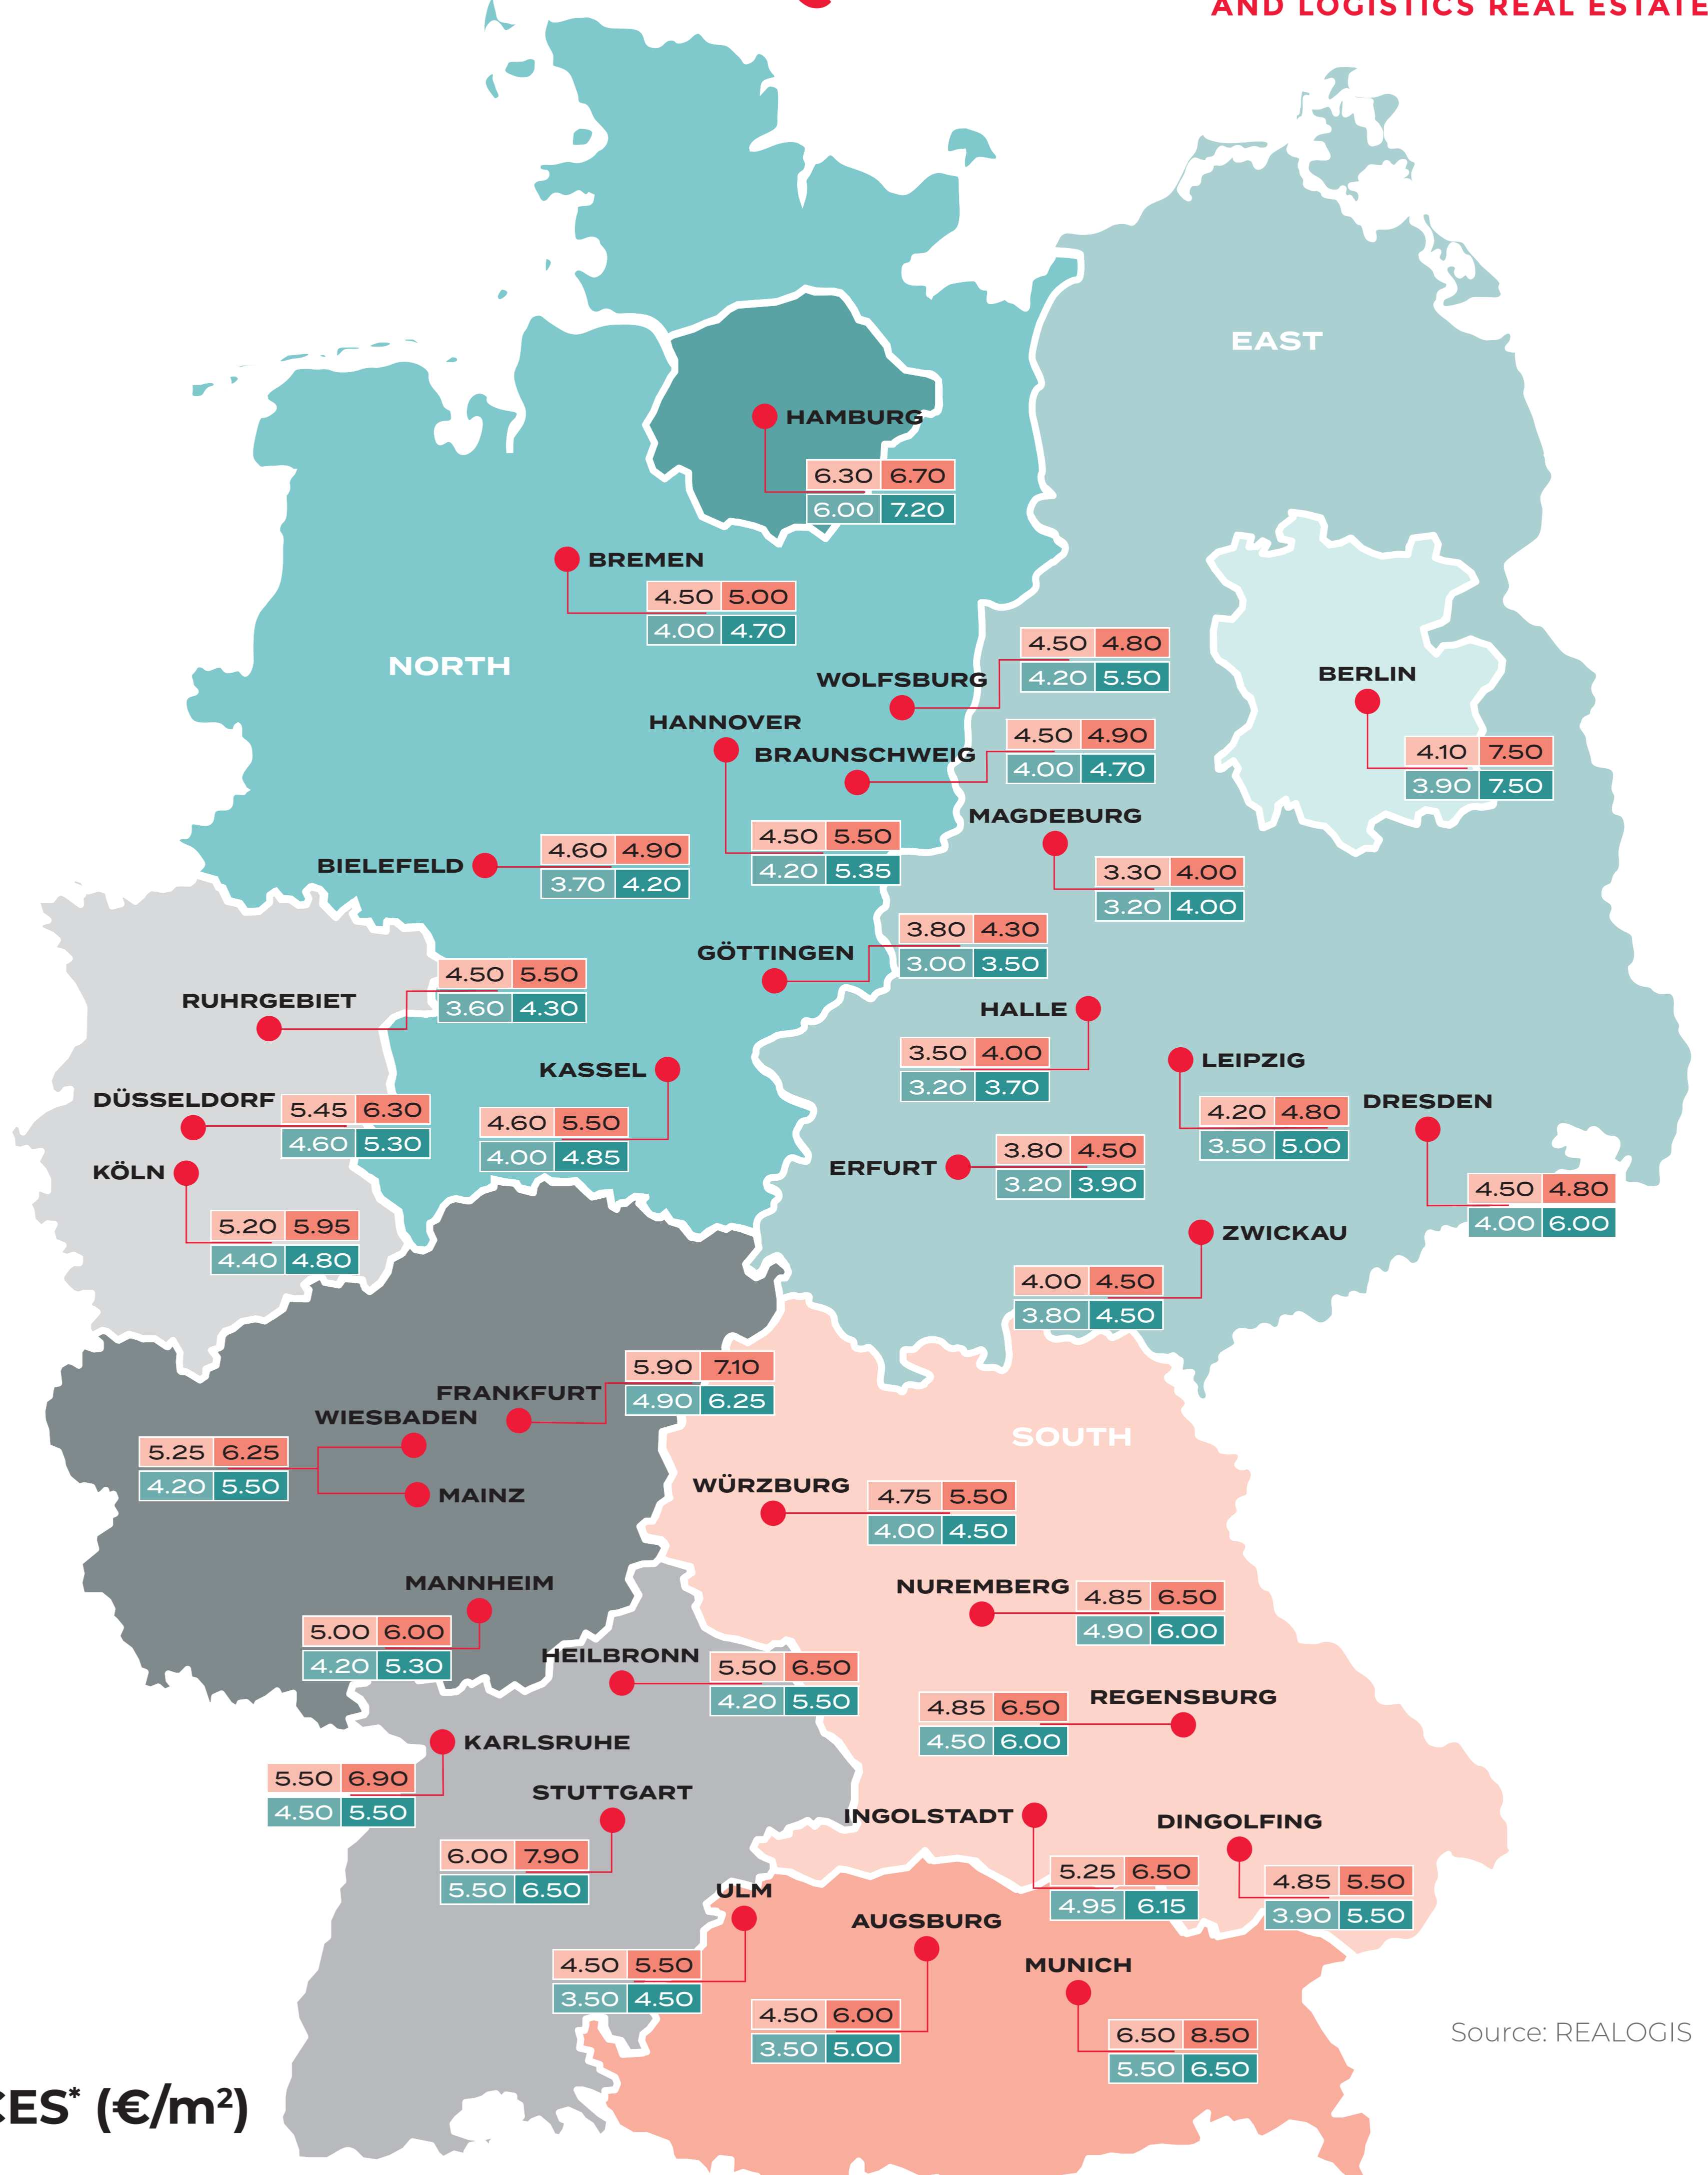 AND LOGISTICS REAL ESTATE
EAST
HAMBURG
6.30 6.70
6.00 7.20
BREMEN
4.50 5.00
4.00 4.70
NORTH
WOLFSBURG
4.50 4.80
4.20 5.50
BERLIN
4.10 7.50
3.90 7.50
HANNOVER
4.50 5.50
4.20 5.35
BRAUNSCHWEIG
4.50 4.90
4.00 4.70
MAGDEBURG
3.30 4.00
3.20 4.00
BIELEFELD
4.60 4.90
3.70 4.20
GÖTTINGEN
3.80 4.30
3.00 3.50
RUHRGEBIET
4.50 5.50
3.60 4.30
HALLE
3.50 4.00
3.20 3.70
KASSEL
4.60 5.50
4.00 4.85
LEIPZIG
4.20 4.80
3.50 5.00
DRESDEN
4.50 4.80
4.00 6.00
DÜSSELDORF
5.45 6.30
4.60 5.30
KÖLN
5.20 5.95
4.40 4.80
ERFURT
3.80 4.50
3.20 3.90
ZWICKAU
4.00 4.50
3.80 4.50
FRANKFURT
5.90 7.10
4.90 6.25
WIESBADEN
5.25 6.25
4.20 5.50
MAINZ
SOUTH
WÜRZBURG
4.75 5.50
4.00 4.50
MANNHEIM
5.00 6.00
4.20 5.30
NUREMBERG
4.85 6.50
4.90 6.00
HEILBRONN
5.50 6.50
4.20 5.50
REGENSBURG
4.85 6.50
4.50 6.00
KARLSRUHE
5.50 6.90
4.50 5.50
STUTTGART
6.00 7.90
5.50 6.50
INGOLSTADT
5.25 6.50
4.95 6.15
DINGOLFING
4.85 5.50
3.90 5.50
ULM
4.50 5.50
3.50 4.50
AUGSBURG
4.50 6.00
3.50 5.00
MUNICH
6.50 8.50
5.50 6.50
Source: REALOGIS
CES* (€/m²)